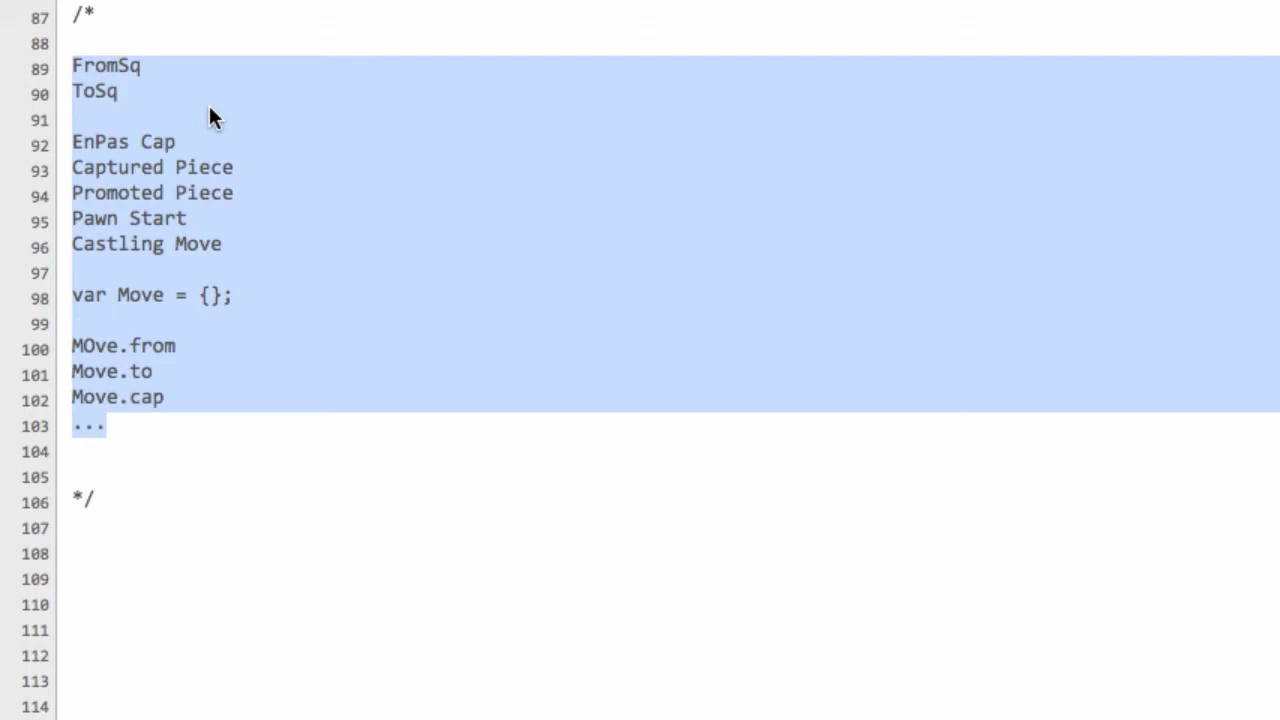 87 /*
88
89 FromSq
90 ToSq
91
92 EnPas Cap
93 Captured Piece
94 Promoted Piece
95 Pawn Start
96 Castling Move
97
98 var Move = {};
99
100 MOve.from
101 Move.to
102 Move.cap
103 ...
104
105
106 */
107
108
109
110
111
112
113
114